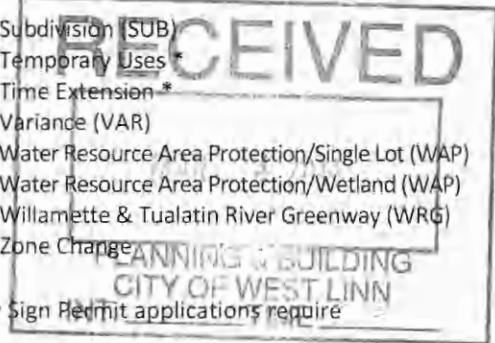 Subdivision (SUB)
RECEIVED
Temporary Uses *
Time Extension *
Variance (VAR)
Water Resource Area Protection/Single Lot (WAP)
Water Resource Area Protection/Wetland (WAP)
Willamette & Tualatin River Greenway (WRG)
Zone Change
PLANNING & BUILDING
CITY OF WEST LINN
Sign Permit applications require
INT. TIME